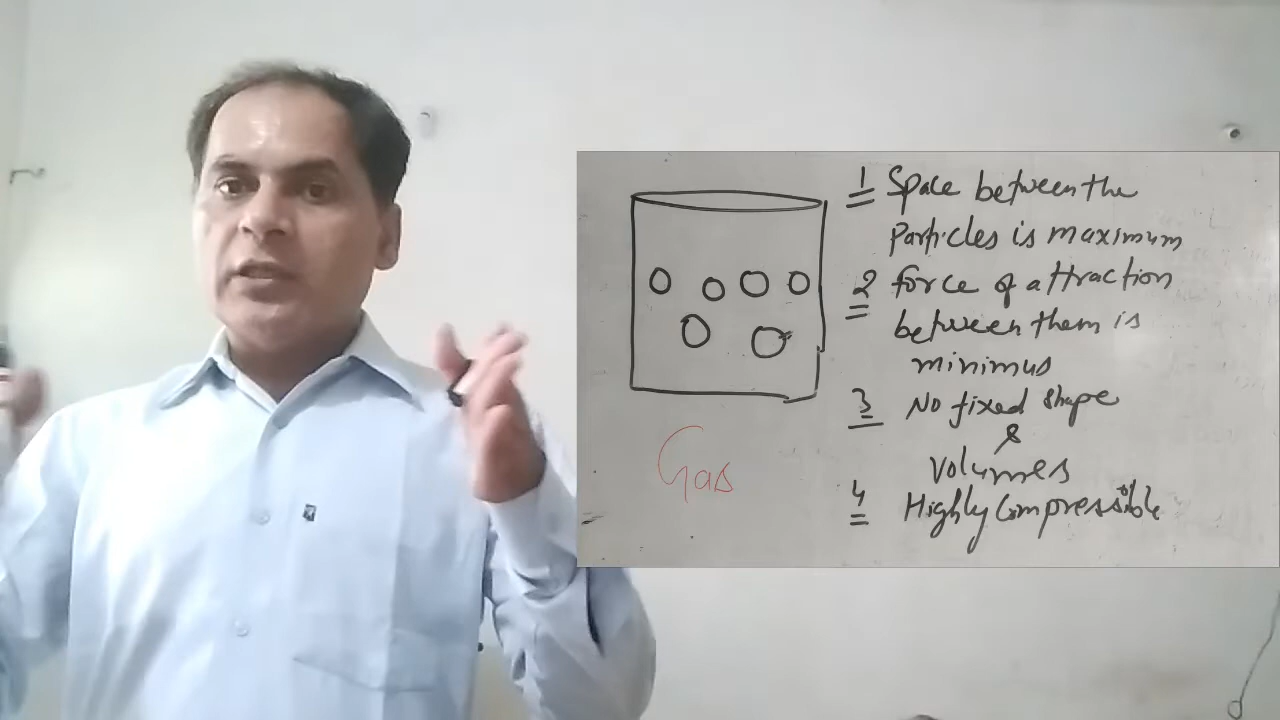 1 Space between the
Particles is maximum
2 force of attraction
between them is
minimus
3 No fixed shape
&
Volumes
4 Highly Compressible
Gas